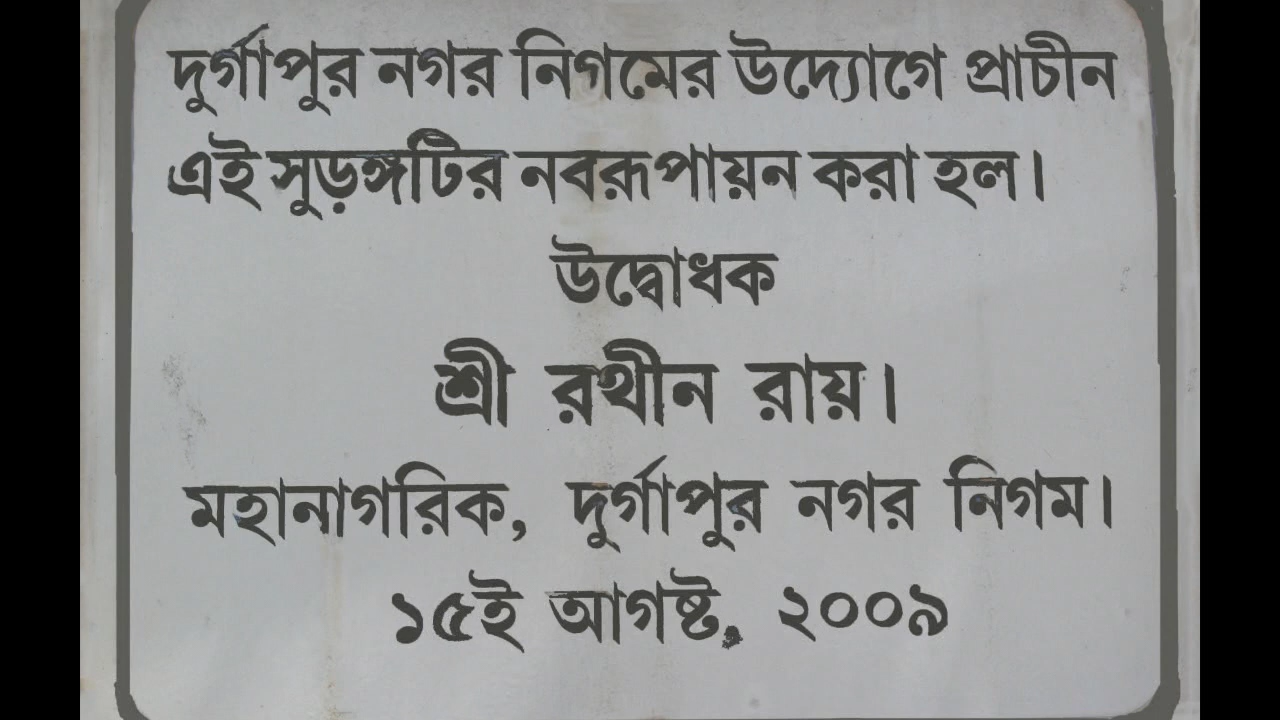 দুর্গাপুর নগর নিগমের উদ্যোগে প্রাচীন
এই সুড়ঙ্গটির নবরূপায়ন করা হল।
উদ্বোধক
শ্রী রথীন রায়।
মহানাগরিক, দুর্গাপুর নগর নিগম।
১৫ই আগষ্ট, ২০০৯